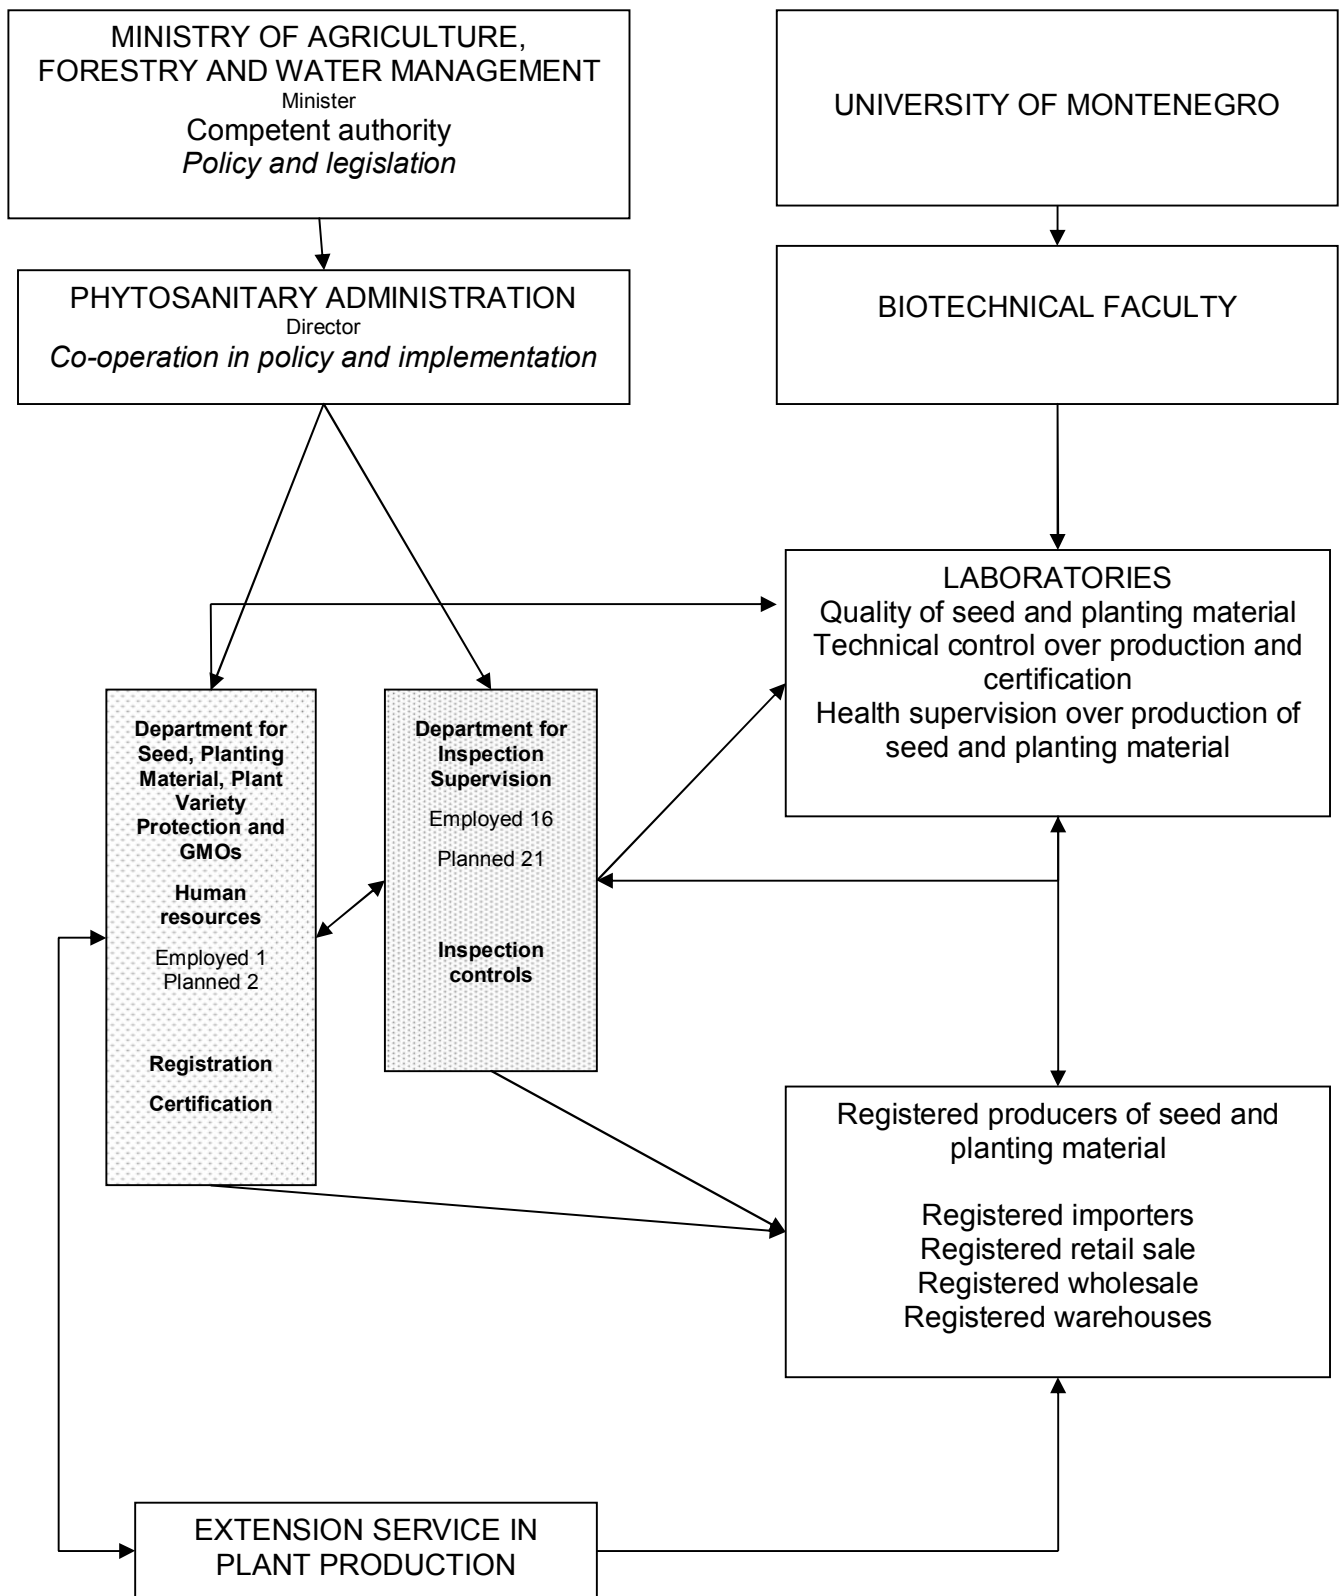 MINISTRY OF AGRICULTURE,
FORESTRY AND WATER MANAGEMENT
Minister
Competent authority
Policy and legislation
UNIVERSITY OF MONTENEGRO
PHYTOSANITARY ADMINISTRATION
Director
Co-operation in policy and implementation
BIOTECHNICAL FACULTY
LABORATORIES
Quality of seed and planting material
Technical control over production and
certification
Health supervision over production of
seed and planting material
Department for
Seed, Planting
Material, Plant
Variety
Protection and
GMOs
Human
resources
Employed 1
Planned 2
Registration
Certification
Department for
Inspection
Supervision
Employed 16
Planned 21
Inspection
controls
Registered producers of seed and
planting material
Registered importers
Registered retail sale
Registered wholesale
Registered warehouses
EXTENSION SERVICE IN
PLANT PRODUCTION